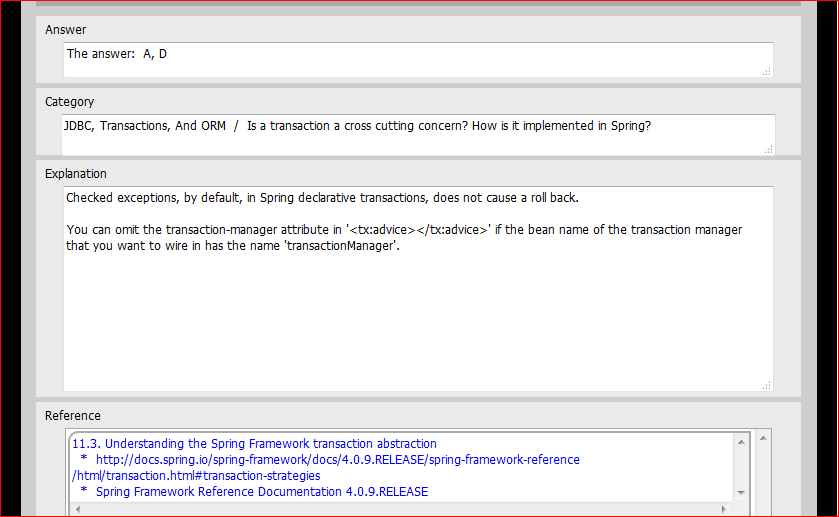 Answer
The answer:  A, D
Category
JDBC, Transactions, And ORM  /  Is a transaction a cross cutting concern? How is it implemented in Spring?
Explanation
Checked exceptions, by default, in Spring declarative transactions, does not cause a roll back.
You can omit the transaction-manager attribute in '<tx:advice></tx:advice>' if the bean name of the transaction manager
that you want to wire in has the name 'transactionManager'.
Reference
11.3. Understanding the Spring Framework transaction abstraction
*  http://docs.spring.io/spring-framework/docs/4.0.9.RELEASE/spring-framework-reference
/html/transaction.html#transaction-strategies
*  Spring Framework Reference Documentation 4.0.9.RELEASE